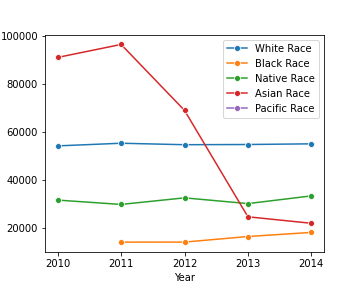 100000
80000
60000
40000
20000
2010 2011 2012 2013 2014
Year
White Race
Black Race
Native Race
Asian Race
Pacific Race